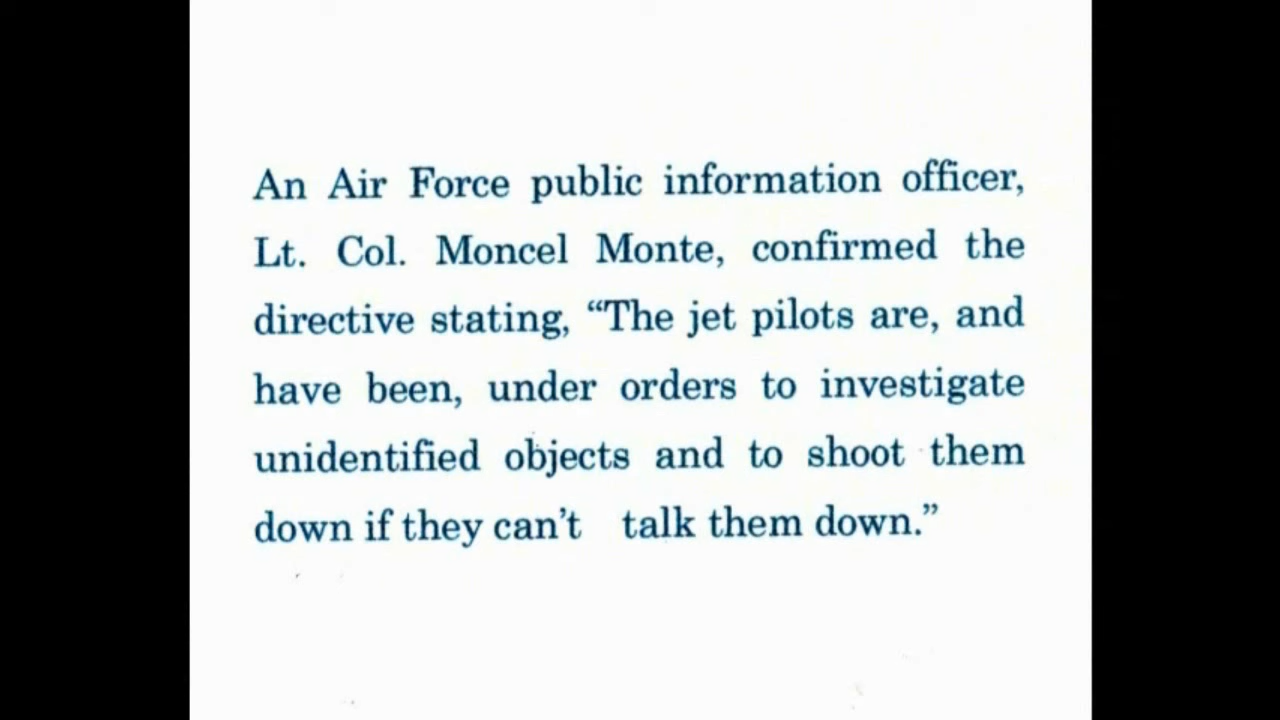 An Air Force public information officer,
Lt. Col. Moncel Monte, confirmed the
directive stating, “The jet pilots are, and
have been, under orders to investigate
unidentified objects and to shoot them
down if they can’t talk them down.”